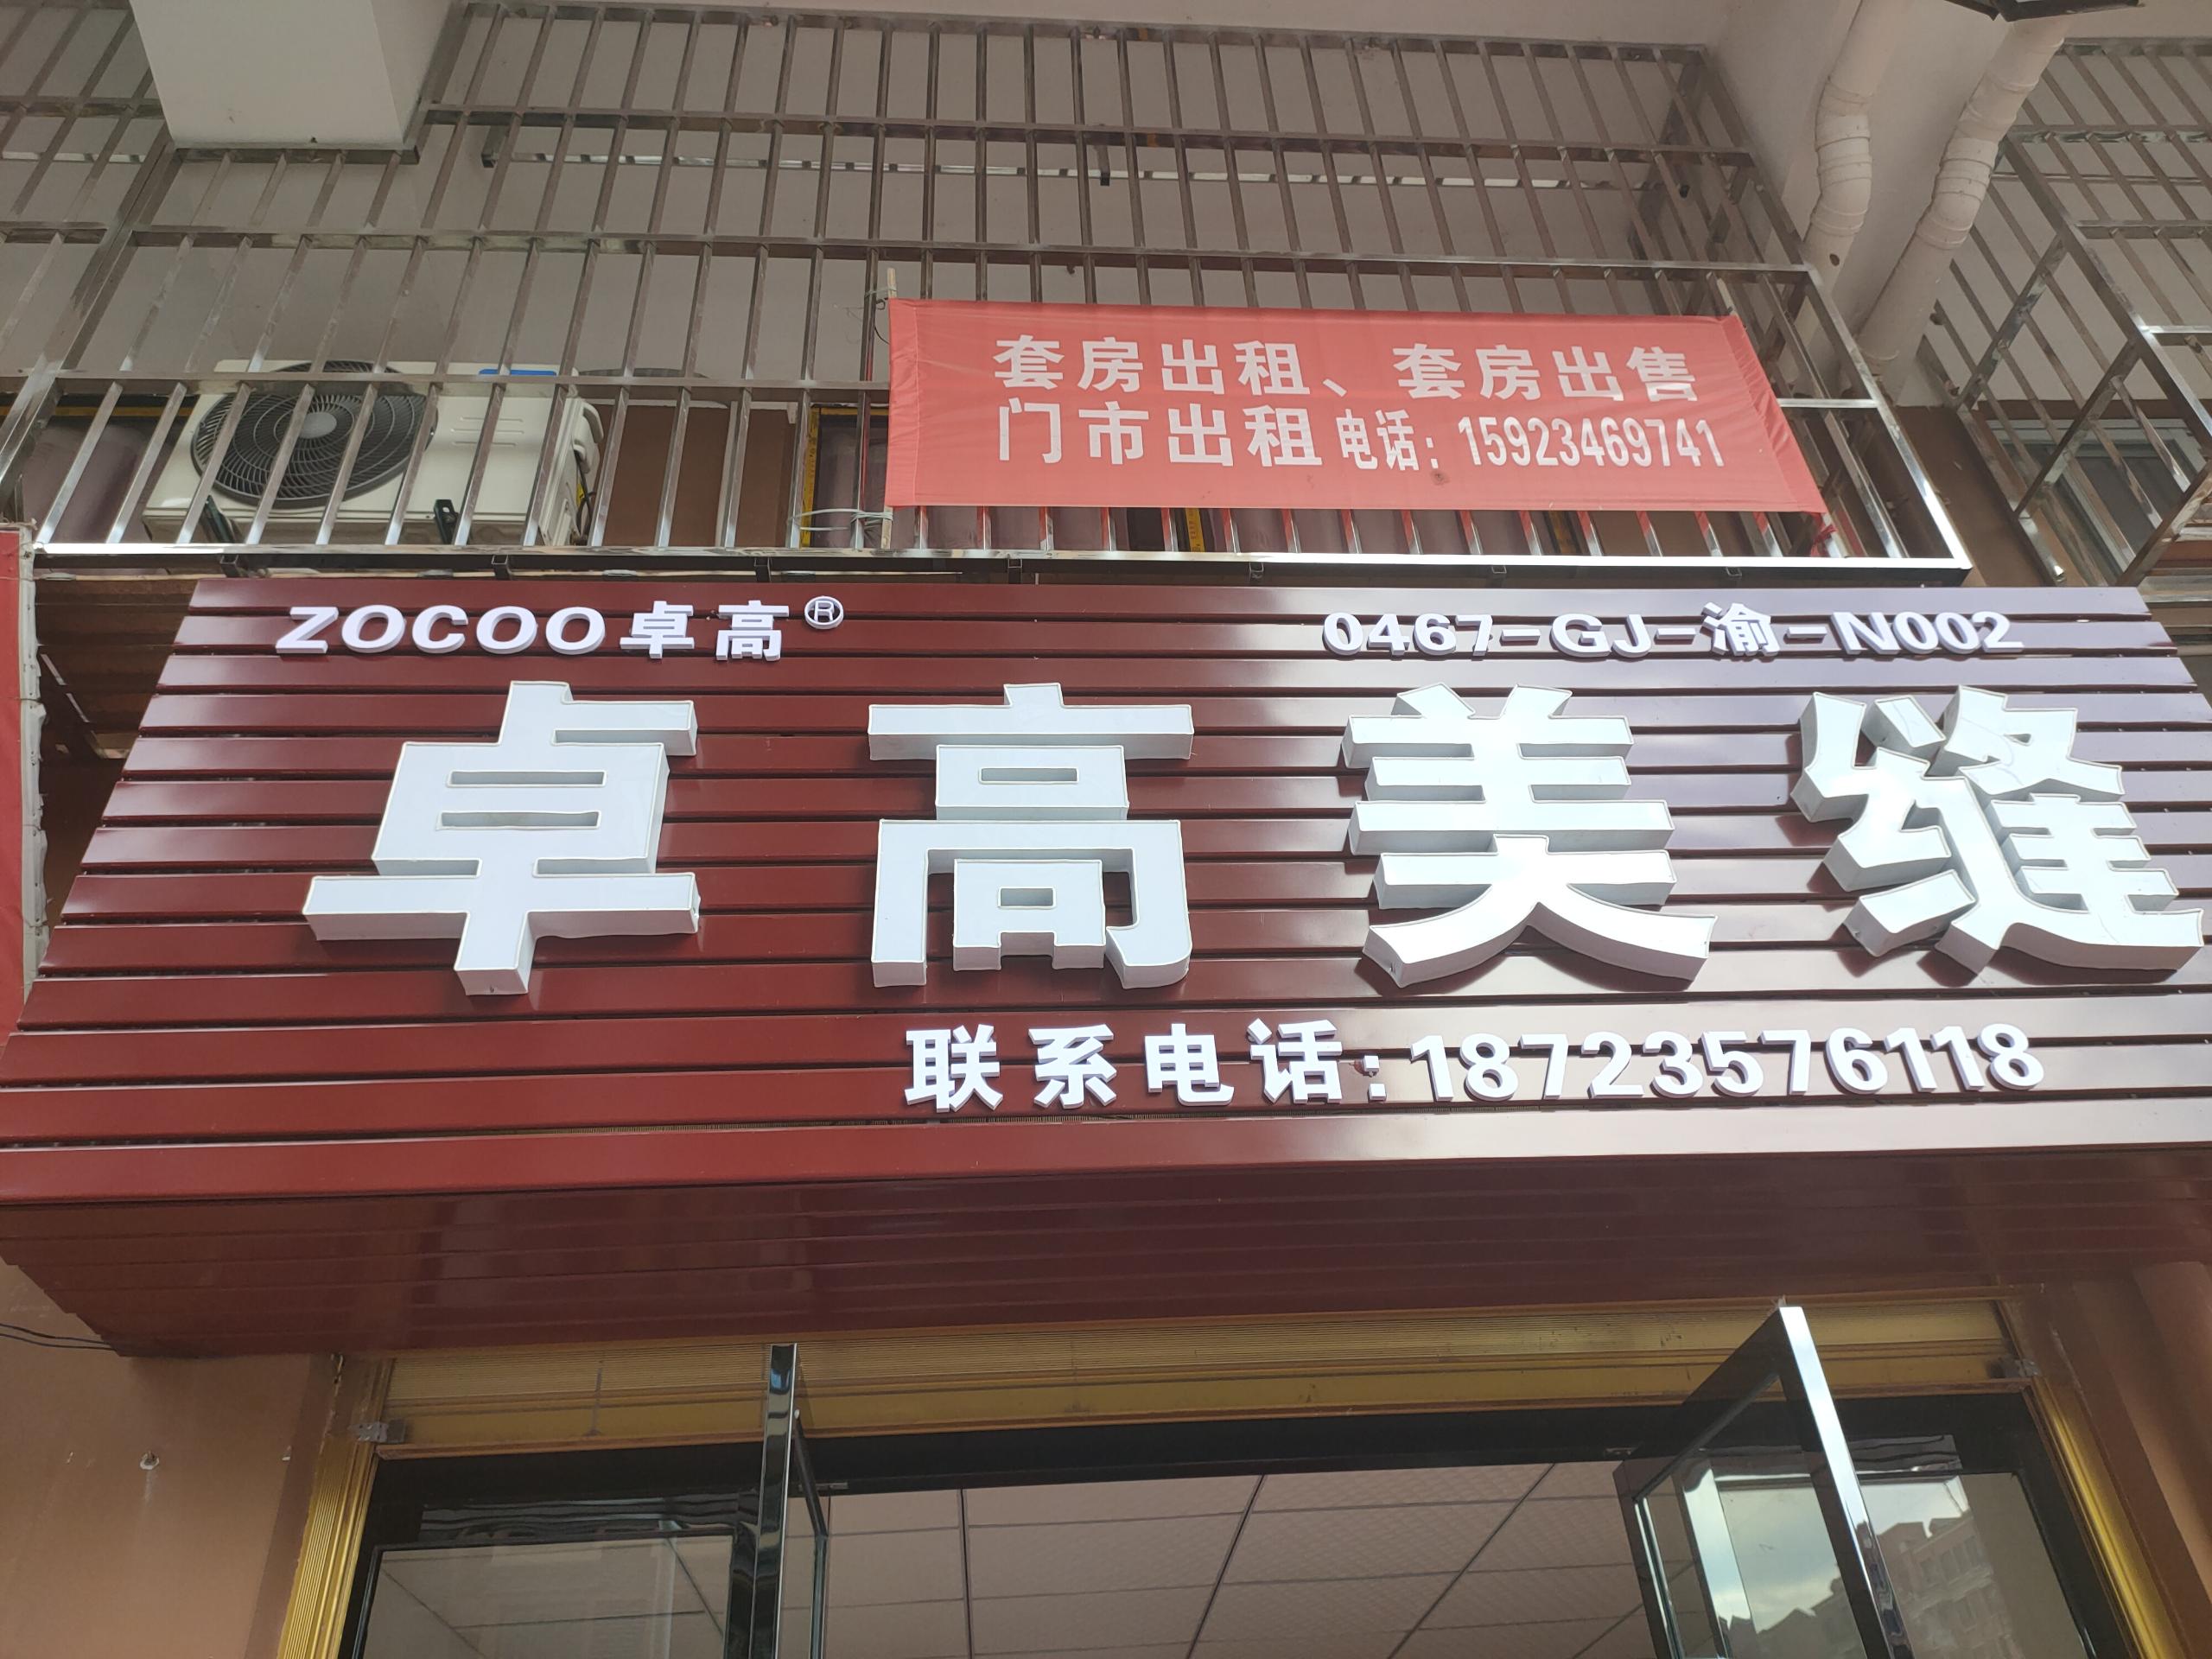 套房出租、套房出售
门市出租 电话：15923469741
ZOCOO卓高® 0467-GJ-渝-N002
卓高美缝
联系电话:18723576118